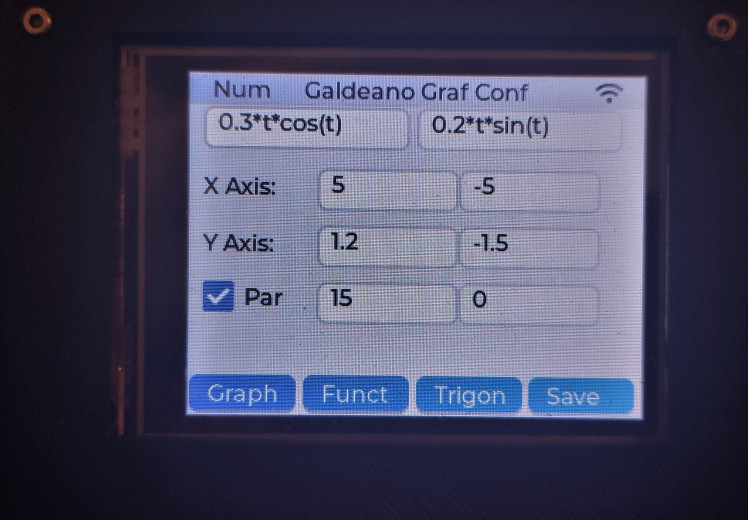 Num Galdeano Graf Conf
0.3*t*cos(t) 0.2*t*sin(t)
X Axis: 5 -5
Y Axis: 1.2 -1.5
Par 15 0
Graph Funct Trigon Save